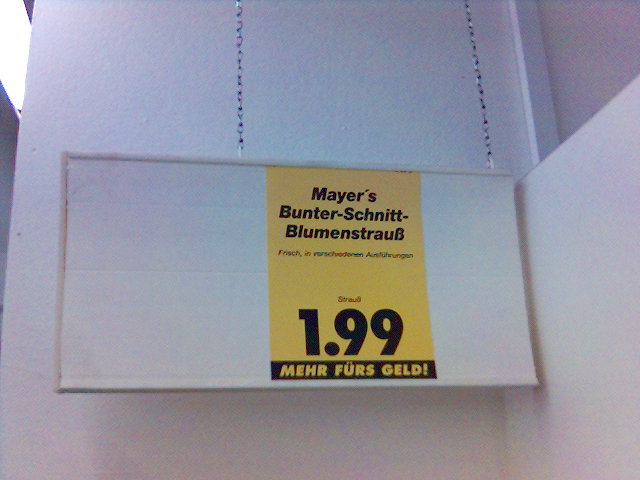 Mayer´s
Bunter-Schnitt-
Blumenstrauß
Frisch, in verschiedenen Ausführungen
Strauß
1.99
MEHR FÜRS GELD!